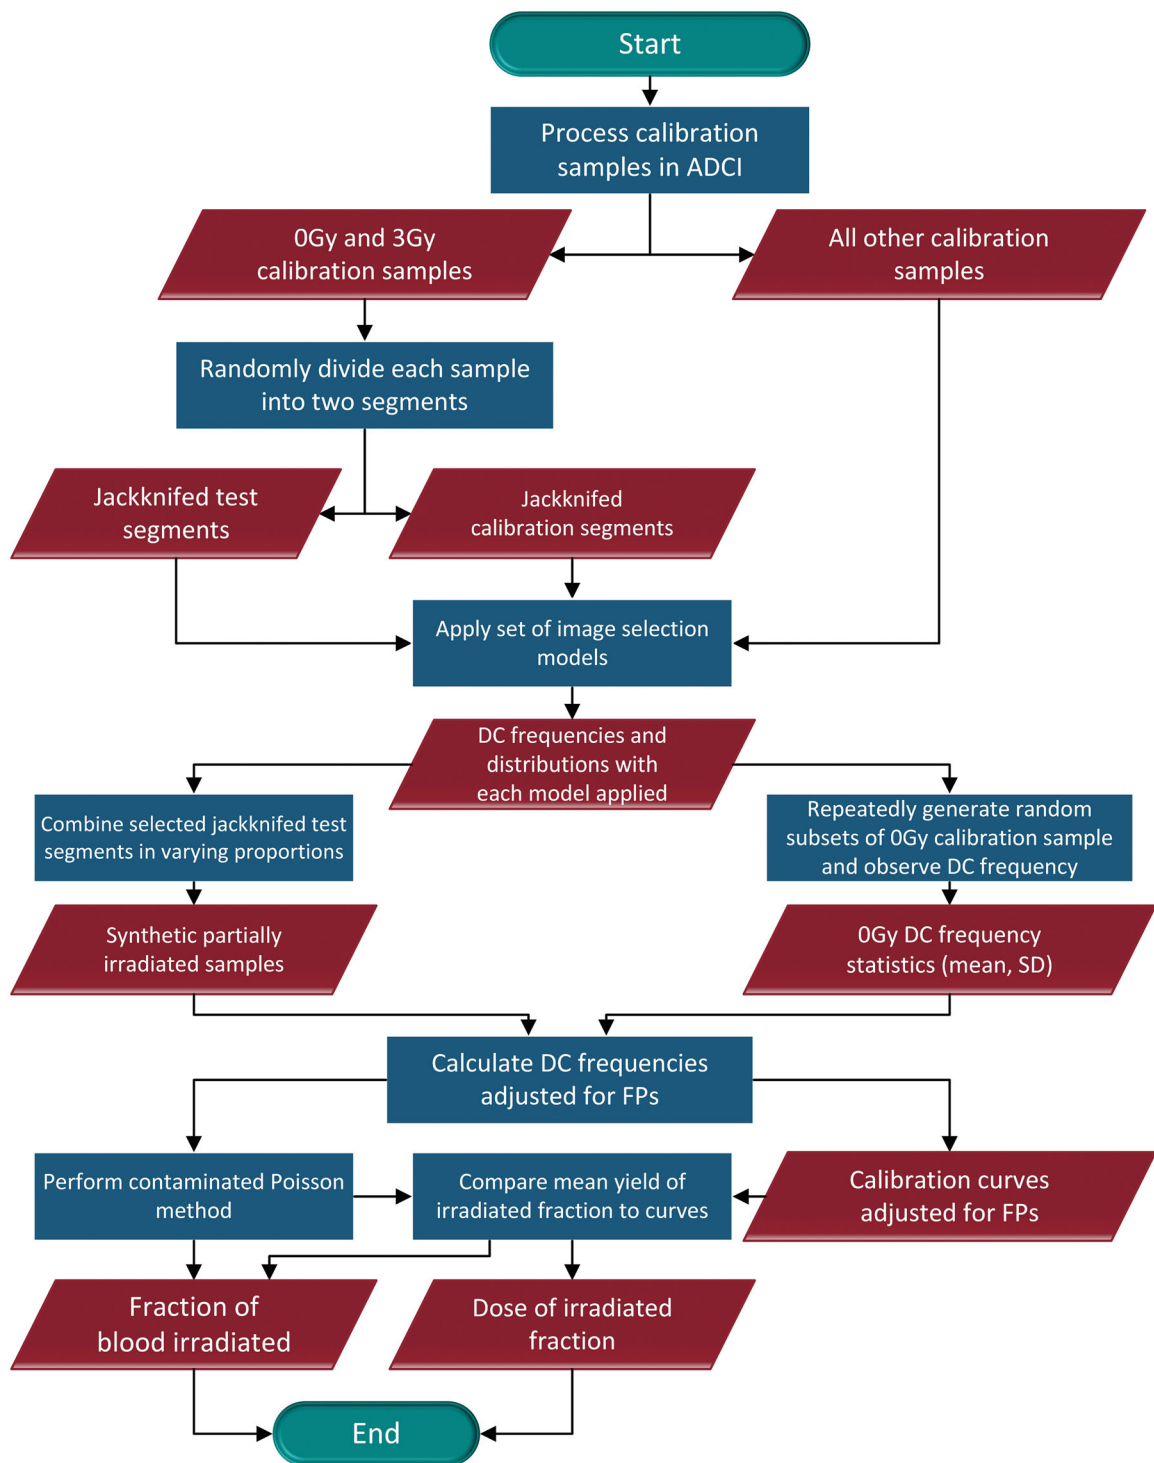 Start
Process calibration
samples in ADCI
0Gy and 3Gy
calibration samples
All other calibration
samples
Randomly divide each sample
into two segments
Jackknifed test
segments
Jackknifed
calibration segments
Apply set of image selection
models
DC frequencies and
distributions with
each model applied
Combine selected jackknifed test
segments in varying proportions
Repeatedly generate random
subsets of 0Gy calibration sample
and observe DC frequency
Synthetic partially
irradiated samples
0Gy DC frequency
statistics (mean, SD)
Calculate DC frequencies
adjusted for FPs
Perform contaminated Poisson
method
Compare mean yield of
irradiated fraction to curves
Calibration curves
adjusted for FPs
Fraction of
blood irradiated
Dose of irradiated
fraction
End